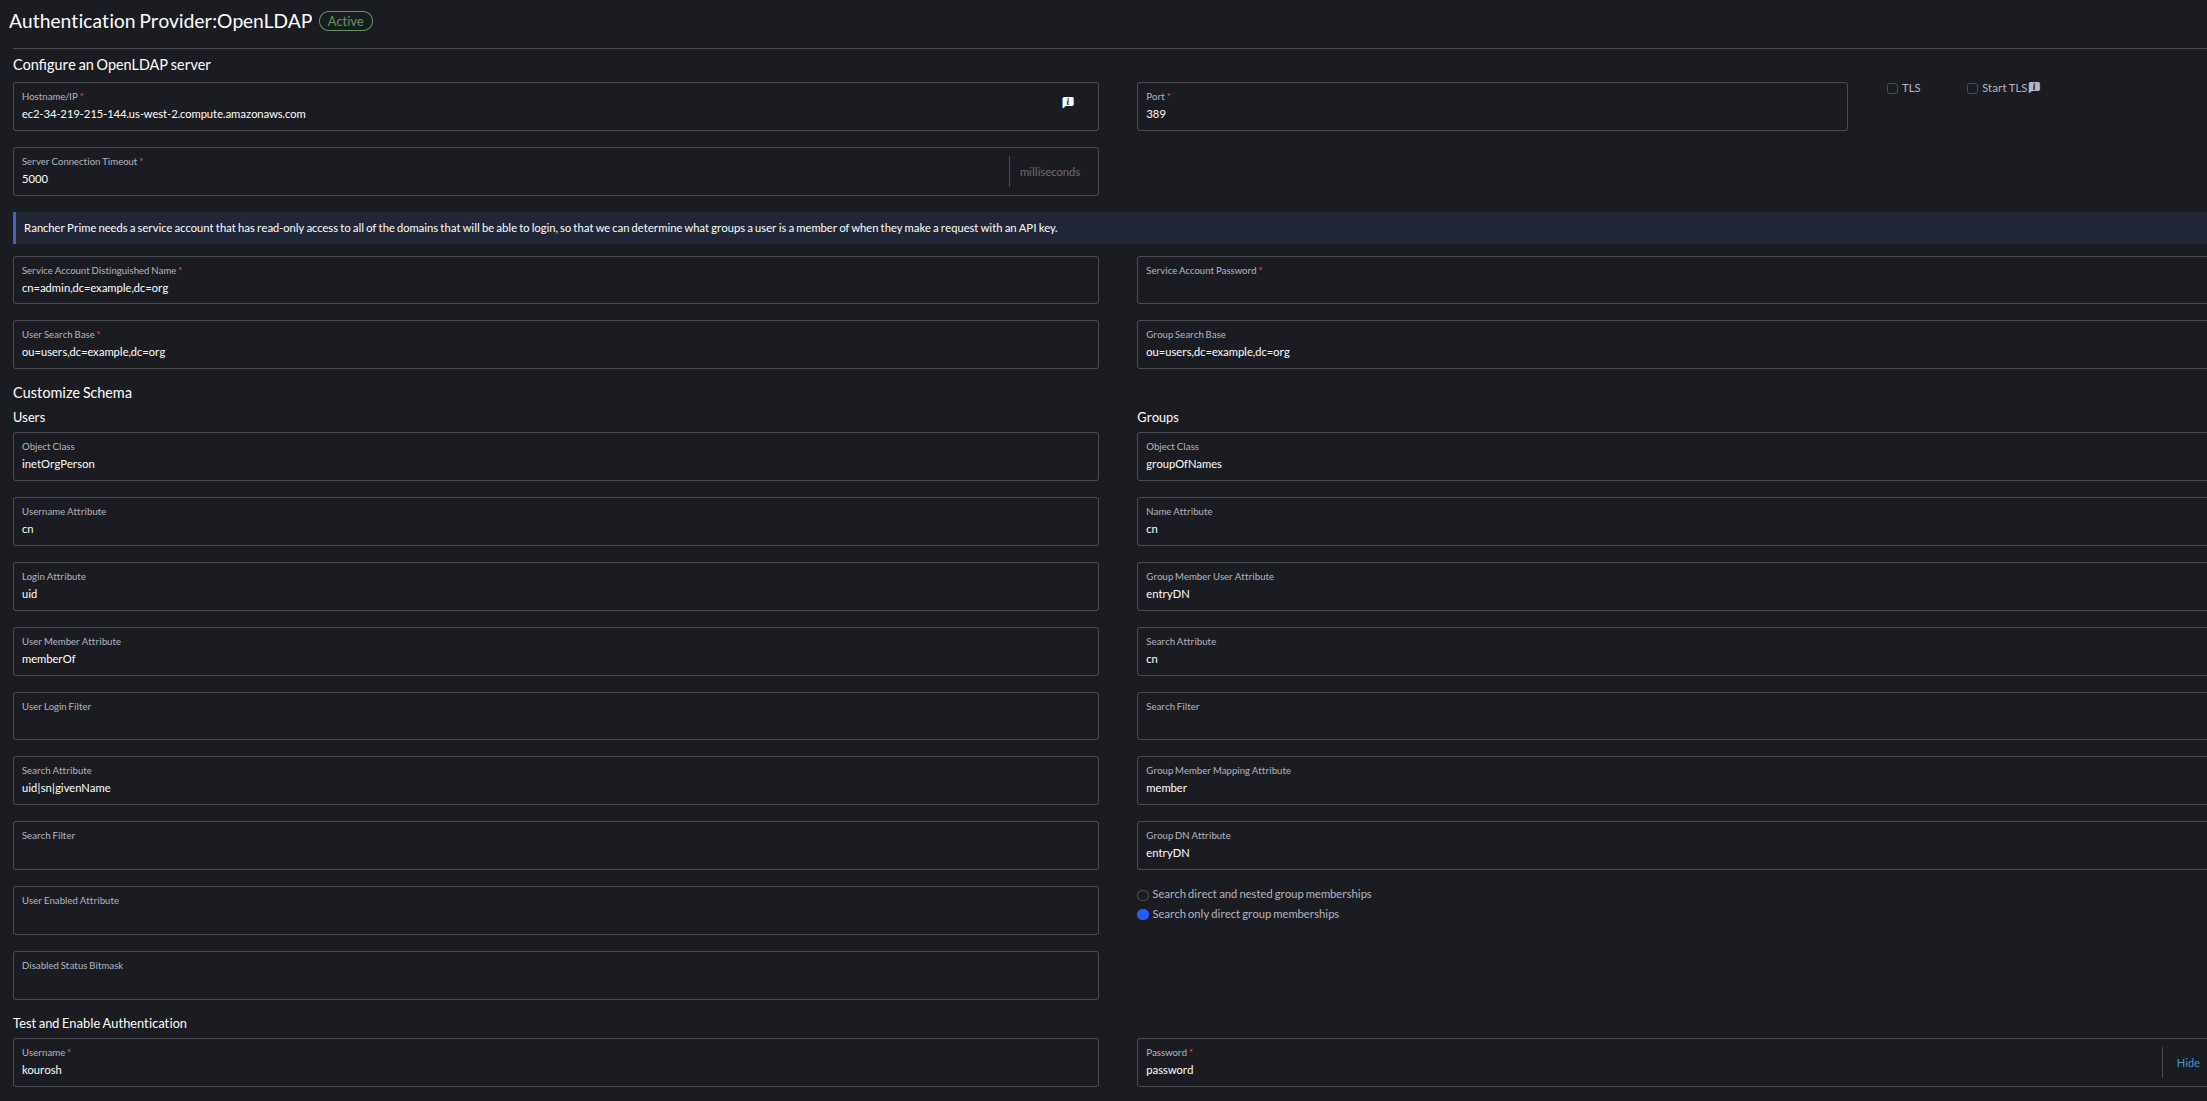 Authentication Provider:OpenLDAP Active
Configure an OpenLDAP server
Hostname/IP *
ec2-34-219-215-144.us-west-2.compute.amazonaws.com
Port *
389
TLS
Start TLS
Server Connection Timeout *
5000
milliseconds
Rancher Prime needs a service account that has read-only access to all of the domains that will be able to login, so that we can determine what groups a user is a member of when they make a request with an API key.
Service Account Distinguished Name *
cn=admin,dc=example,dc=org
Service Account Password *
User Search Base *
ou=users,dc=example,dc=org
Group Search Base
ou=users,dc=example,dc=org
Customize Schema
Users
Groups
Object Class
inetOrgPerson
Object Class
groupOfNames
Username Attribute
cn
Name Attribute
cn
Login Attribute
uid
Group Member User Attribute
entryDN
User Member Attribute
memberOf
Search Attribute
cn
User Login Filter
Search Filter
Search Attribute
uid|sn|givenName
Group Member Mapping Attribute
member
Search Filter
Group DN Attribute
entryDN
User Enabled Attribute
Search direct and nested group memberships
Search only direct group memberships
Disabled Status Bitmask
Test and Enable Authentication
Username *
kourosh
Password *
password
Hide